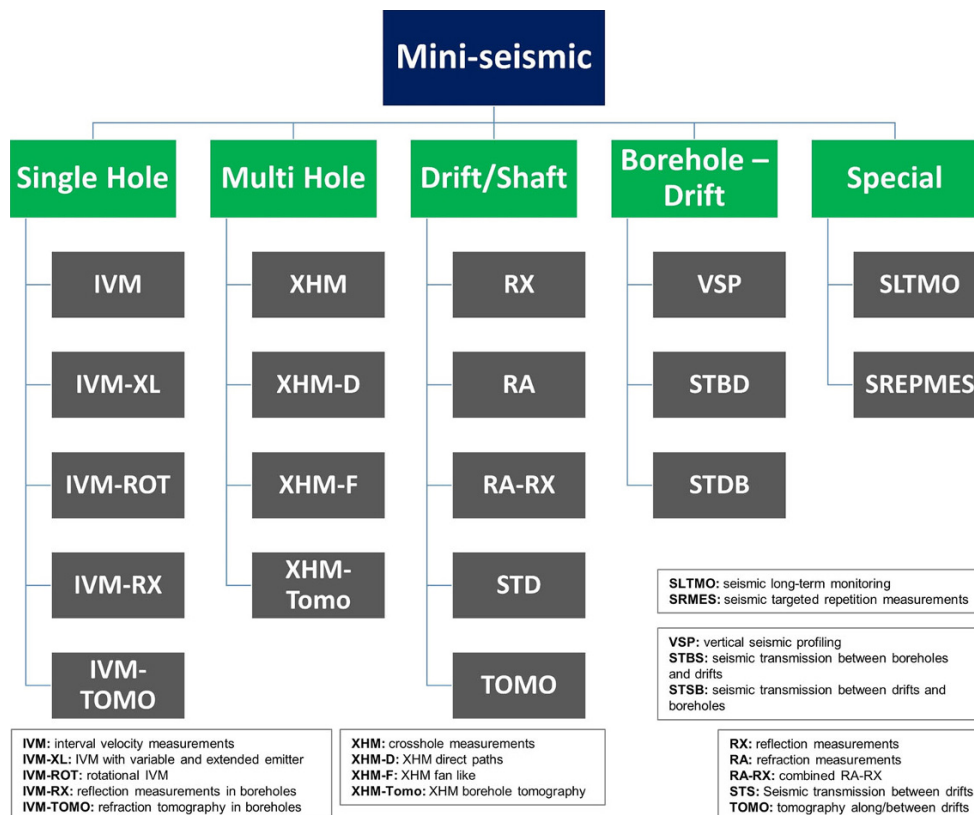 Mini-seismic
Single Hole
Multi Hole
Drift/Shaft
Borehole –
Drift
Special
IVM
XHM
RX
VSP
SLTMO
IVM-XL
XHM-D
RA
STBD
SREPMES
IVM-ROT
XHM-F
RA-RX
STDB
IVM-RX
XHM-
Tomo
STD
IVM-
TOMO
TOMO
SLTMO: seismic long-term monitoring
SRMES: seismic targeted repetition measurements
VSP: vertical seismic profiling
STBS: seismic transmission between boreholes
and drifts
STSB: seismic transmission between drifts and
boreholes
IVM: interval velocity measurements
IVM-XL: IVM with variable and extended emitter
IVM-ROT: rotational IVM
IVM-RX: reflection measurements in boreholes
IVM-TOMO: refraction tomography in boreholes
XHM: crosshole measurements
XHM-D: XHM direct paths
XHM-F: XHM fan like
XHM-Tomo: XHM borehole tomography
RX: reflection measurements
RA: refraction measurements
RA-RX: combined RA-RX
STS: Seismic transmission between drifts
TOMO: tomography along/between drifts